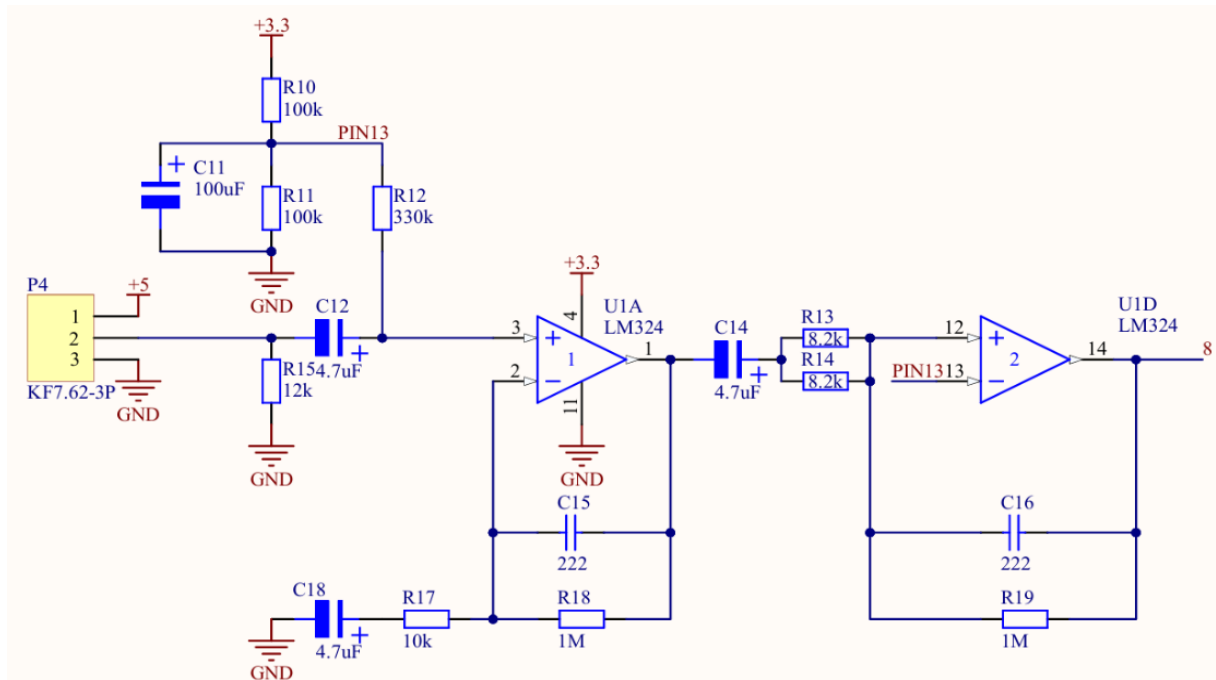 +3.3
R10
100k
PIN13
C11
100uF
R11
100k
R12
330k
GND
P4
+5
1
2
3
KF7.62-3P
GND
C12
4.7uF
R15
12k
GND
+3.3
U1A
LM324
4
3
1
1
2
11
GND
C14
4.7uF
R13
8.2k
R14
8.2k
U1D
LM324
12
2
14
8
PIN13
13
C15
222
C16
222
C18
4.7uF
R17
10k
R18
1M
R19
1M
GND